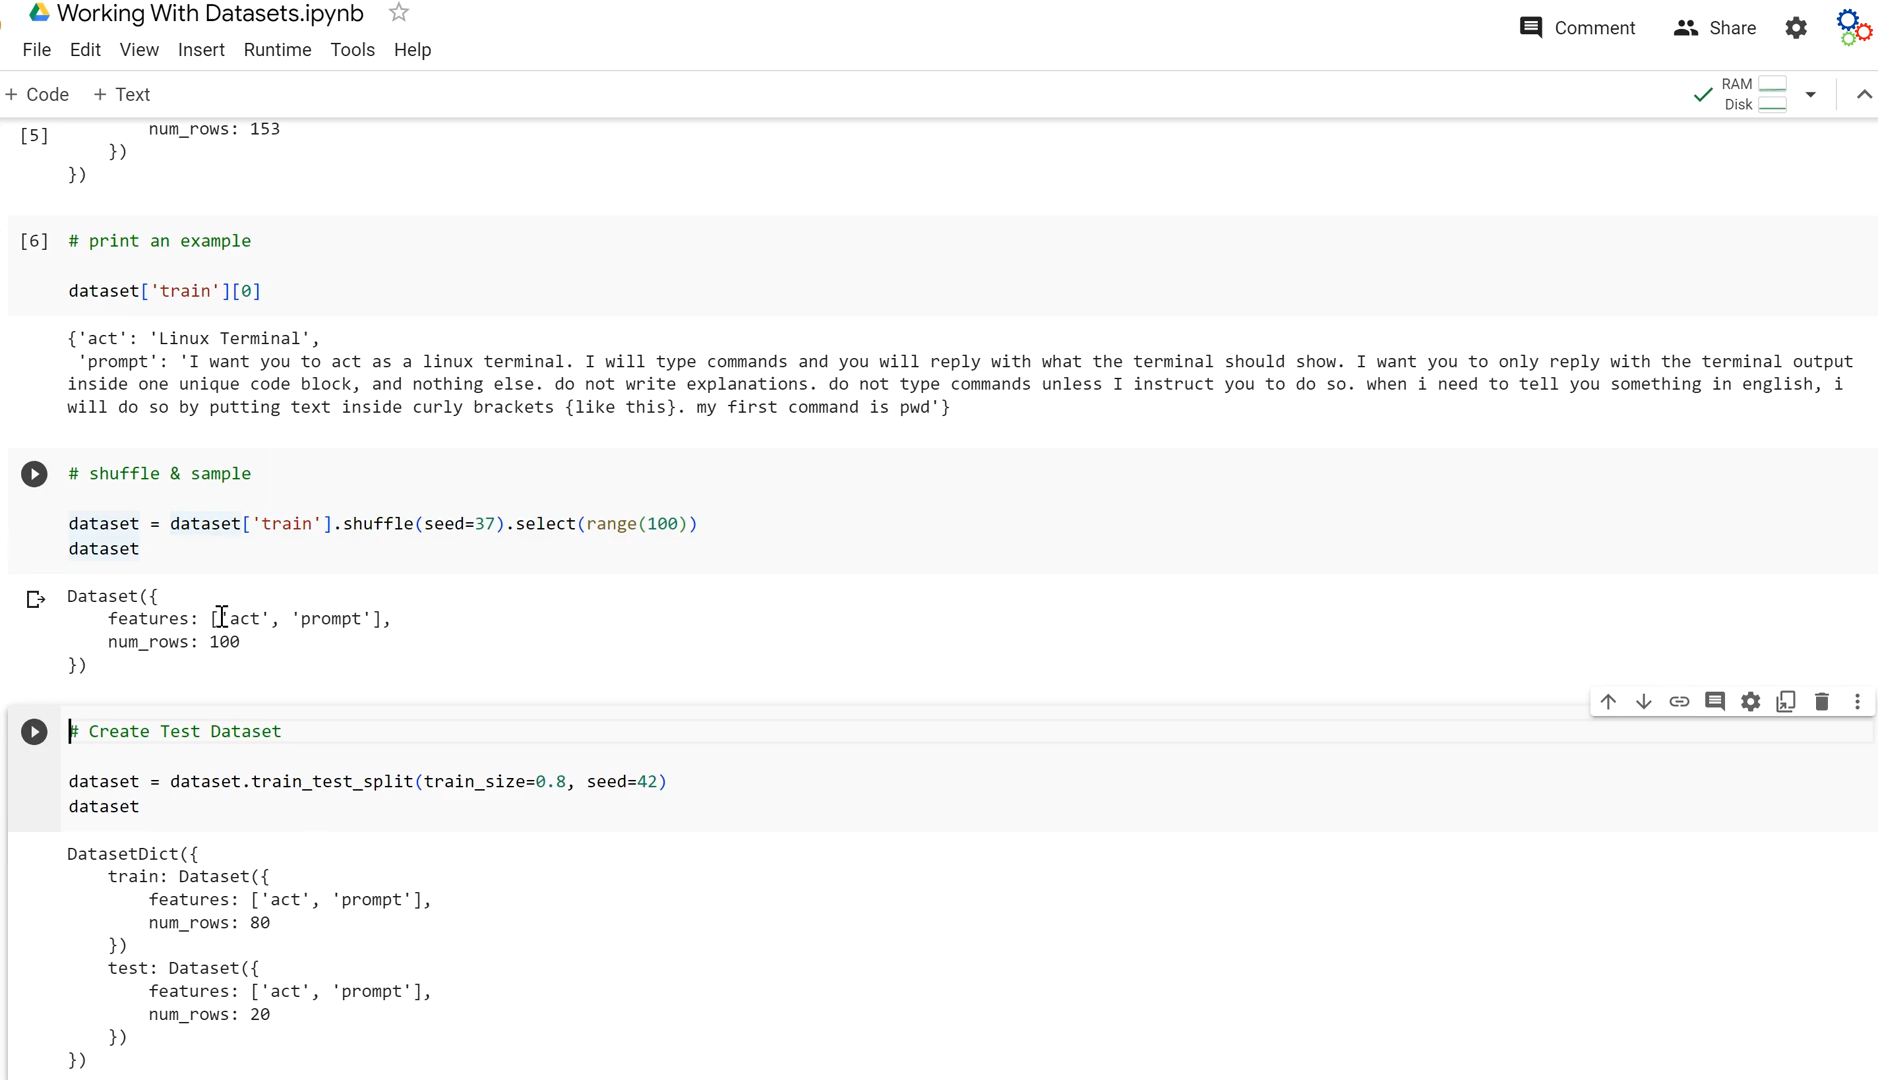 Working With Datasets.ipynb
File Edit View Insert Runtime Tools Help
Comment Share
+ Code + Text
RAM
Disk
[5] num_rows: 153
})
})
[6] # print an example
dataset['train'][0]
{'act': 'Linux Terminal',
'prompt': 'I want you to act as a linux terminal. I will type commands and you will reply with what the terminal should show. I want you to only reply with the terminal output
inside one unique code block, and nothing else. do not write explanations. do not type commands unless I instruct you to do so. when i need to tell you something in english, i
will do so by putting text inside curly brackets {like this}. my first command is pwd'}
# shuffle & sample
dataset = dataset['train'].shuffle(seed=37).select(range(100))
dataset
Dataset({
features: ['act', 'prompt'],
num_rows: 100
})
# Create Test Dataset
dataset = dataset.train_test_split(train_size=0.8, seed=42)
dataset
DatasetDict({
train: Dataset({
features: ['act', 'prompt'],
num_rows: 80
})
test: Dataset({
features: ['act', 'prompt'],
num_rows: 20
})
})